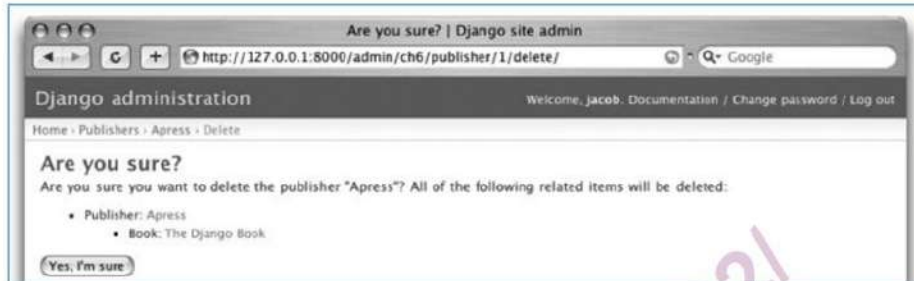 Are you sure? | Django site admin
http://127.0.0.1:8000/admin/ch6/publisher/1/delete/
Google
Django administration
Welcome, jacob. Documentation / Change password / Log out
Home › Publishers › Apress › Delete
Are you sure?
Are you sure you want to delete the publisher "Apress"? All of the following related items will be deleted:
• Publisher: Apress
• Book: The Django Book
Yes, I'm sure